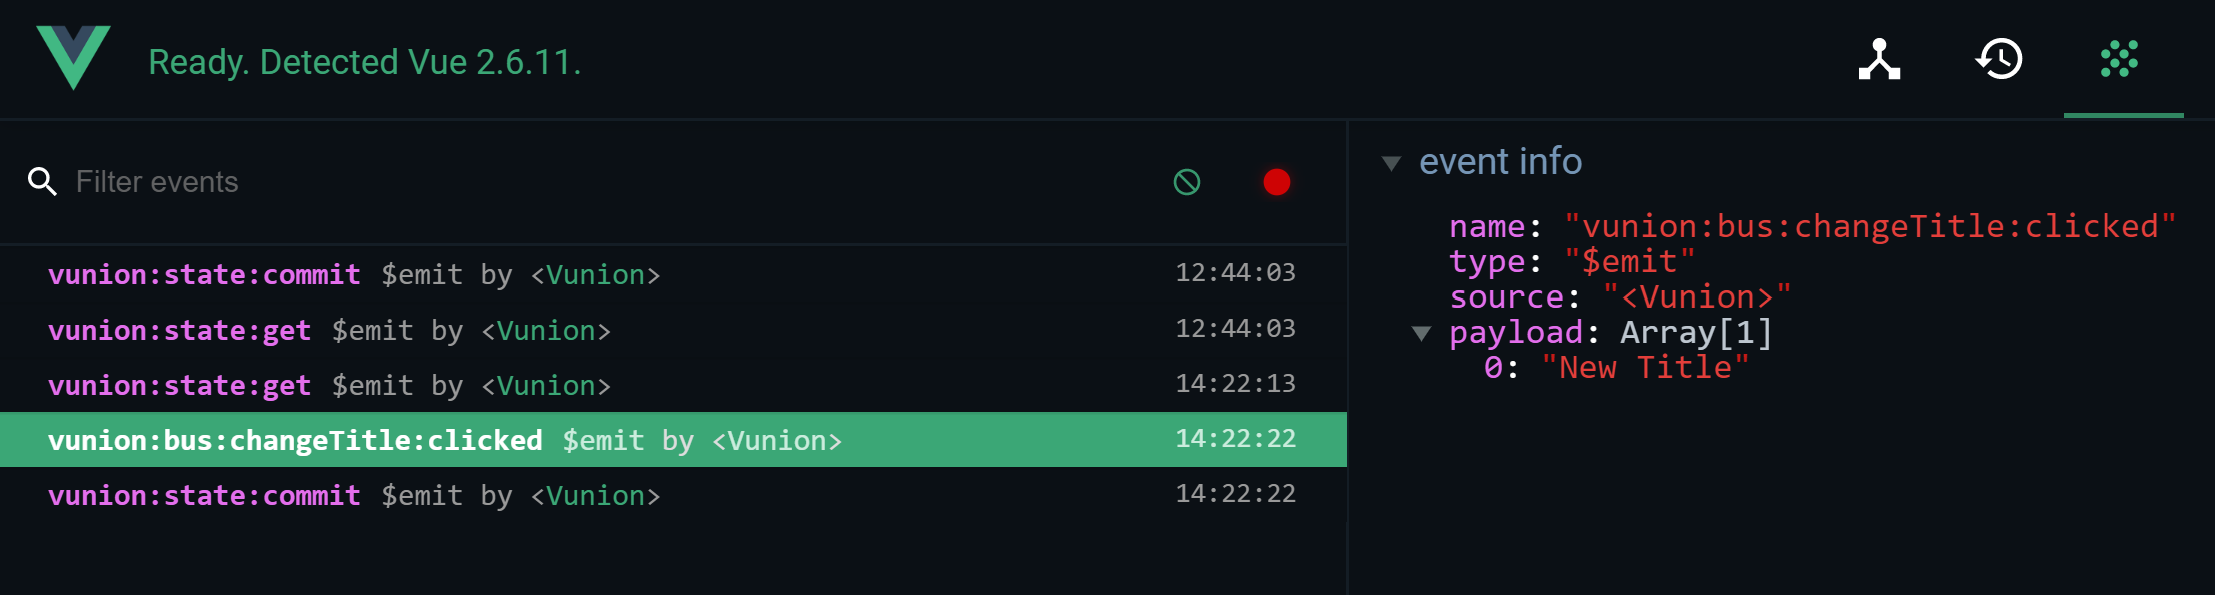 Ready. Detected Vue 2.6.11.
Filter events
vunion:state:commit $emit by <Vunion> 12:44:03
vunion:state:get $emit by <Vunion> 12:44:03
vunion:state:get $emit by <Vunion> 14:22:13
vunion:bus:changeTitle:clicked $emit by <Vunion> 14:22:22
vunion:state:commit $emit by <Vunion> 14:22:22
event info
name: "vunion:bus:changeTitle:clicked"
type: "$emit"
source: "<Vunion>"
payload: Array[1]
0: "New Title"